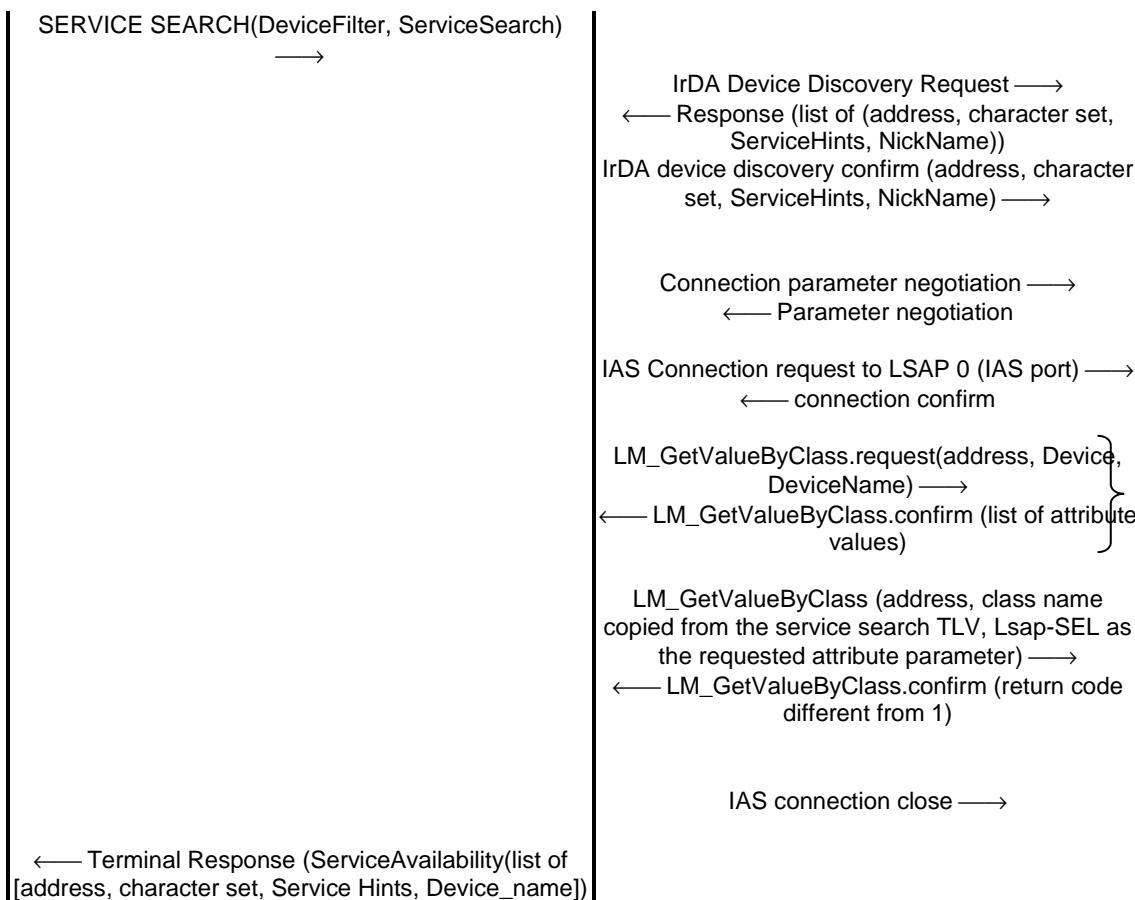 SERVICE SEARCH(DeviceFilter, ServiceSearch)
⟶
IrDA Device Discovery Request ⟶
⟵ Response (list of (address, character set,
ServiceHints, NickName))
IrDA device discovery confirm (address, character
set, ServiceHints, NickName) ⟶
Connection parameter negotiation ⟶
⟵ Parameter negotiation
IAS Connection request to LSAP 0 (IAS port) ⟶
⟵ connection confirm
LM_GetValueByClass.request(address, Device,
DeviceName) ⟶
⟵ LM_GetValueByClass.confirm (list of attribute
values)
LM_GetValueByClass (address, class name
copied from the service search TLV, Lsap-SEL as
the requested attribute parameter) ⟶
⟵ LM_GetValueByClass.confirm (return code
different from 1)
IAS connection close ⟶
⟵ Terminal Response (ServiceAvailability(list of
[address, character set, Service Hints, Device_name])